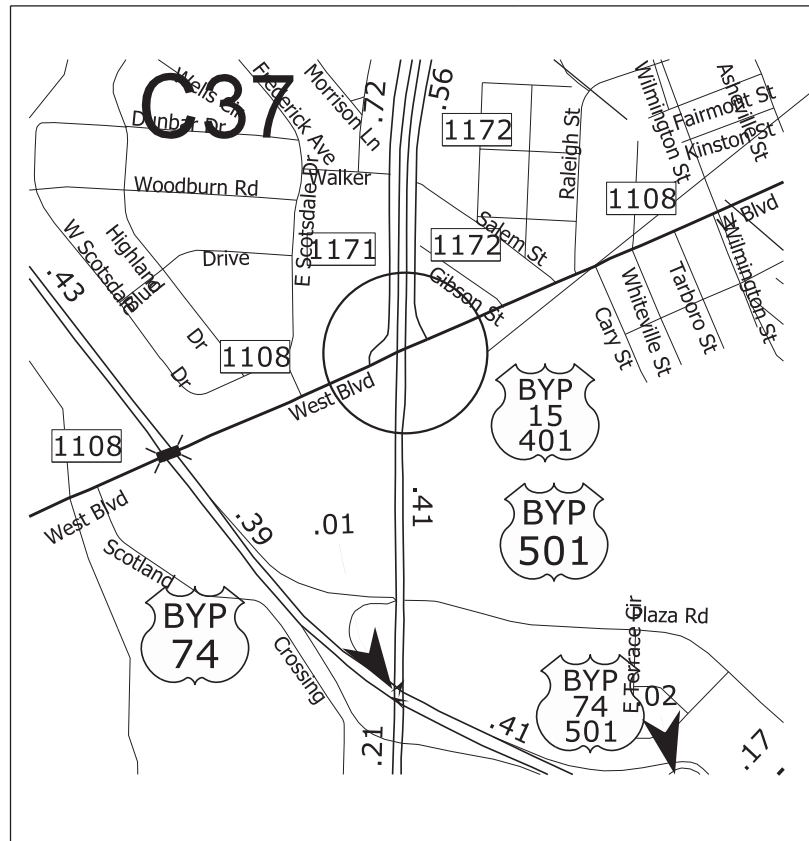 C37
Wells Cir
Frederick Ave
Morrison Ln
.72
.56
1172
Raleigh St
Wilmington St
Asheville St
Fairmont St
Kinston St
Dunbar Dr
Woodburn Rd
Walker
E Scotsdale Dr
1108
W Blvd
W Scotsdale
Highland
Blue
Drive
1171
1172
Salem St
Gibson St
Cary St
Whiteville St
Tarboro St
Wilmington St
.43
Dr
Dr
1108
West Blvd
BYP
15
401
1108
West Blvd
.39
.01
.41
BYP
501
Scotland
Crossing
BYP
74
Plaza Rd
E Terrace Cir
BYP
74
501
.02
.21
.41
.17